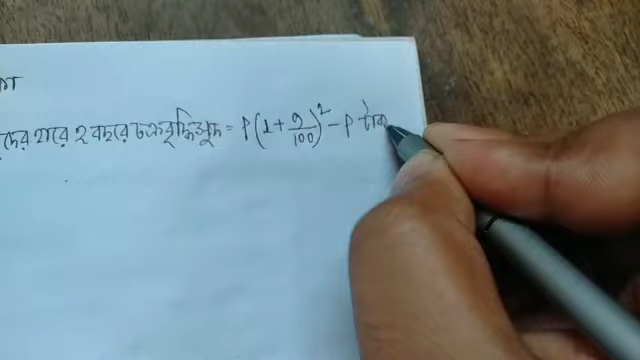 কা
দের হারে ২ বছরে চক্রবৃদ্ধি সুদ = P(1+9/100)^2 - P টাক